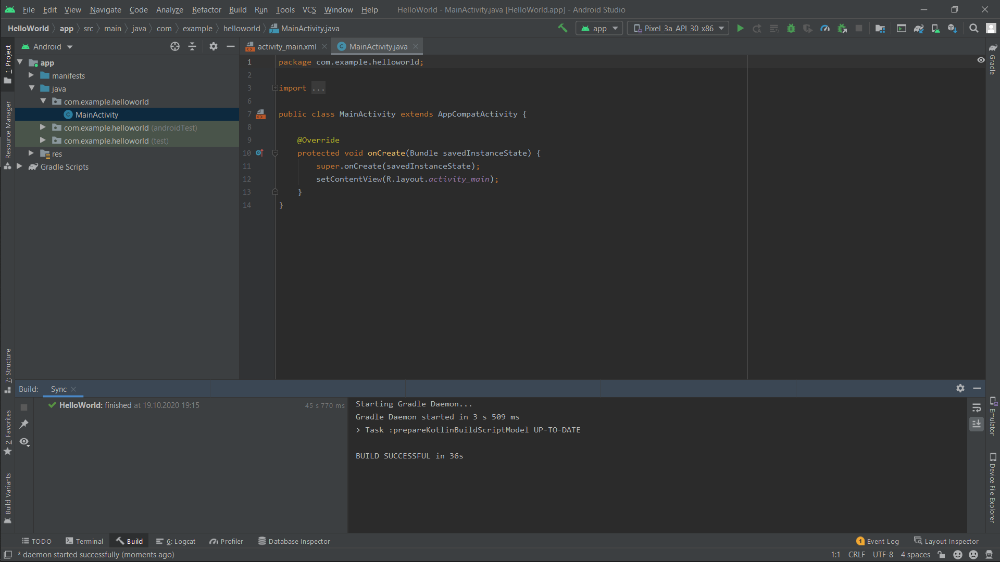 File Edit View Navigate Code Analyze Refactor Build Run Tools VCS Window Help HelloWorld - MainActivity.java [HelloWorld.app] - Android Studio
HelloWorld app src main java com example helloworld MainActivity.java app Pixel_3a_API_30_x86
1: Project
Resource Manager
7: Structure
2: Favorites
Build Variants
Android
app
manifests
java
com.example.helloworld
MainActivity
com.example.helloworld (androidTest)
com.example.helloworld (test)
res
Gradle Scripts
activity_main.xml MainActivity.java
1 package com.example.helloworld;
2
3 import ...
6
7 public class MainActivity extends AppCompatActivity {
8
9 @Override
10 protected void onCreate(Bundle savedInstanceState) {
11 super.onCreate(savedInstanceState);
12 setContentView(R.layout.activity_main);
13 }
14 }
Gradle
Emulator
Device File Explorer
Build: Sync
HelloWorld: finished at 19.10.2020 19:15 45 s 770 ms
Starting Gradle Daemon...
Gradle Daemon started in 3 s 509 ms
> Task :prepareKotlinBuildScriptModel UP-TO-DATE
BUILD SUCCESSFUL in 36s
TODO Terminal Build 6: Logcat Profiler Database Inspector 1 Event Log Layout Inspector
* daemon started successfully (moments ago) 1:1 CRLF UTF-8 4 spaces